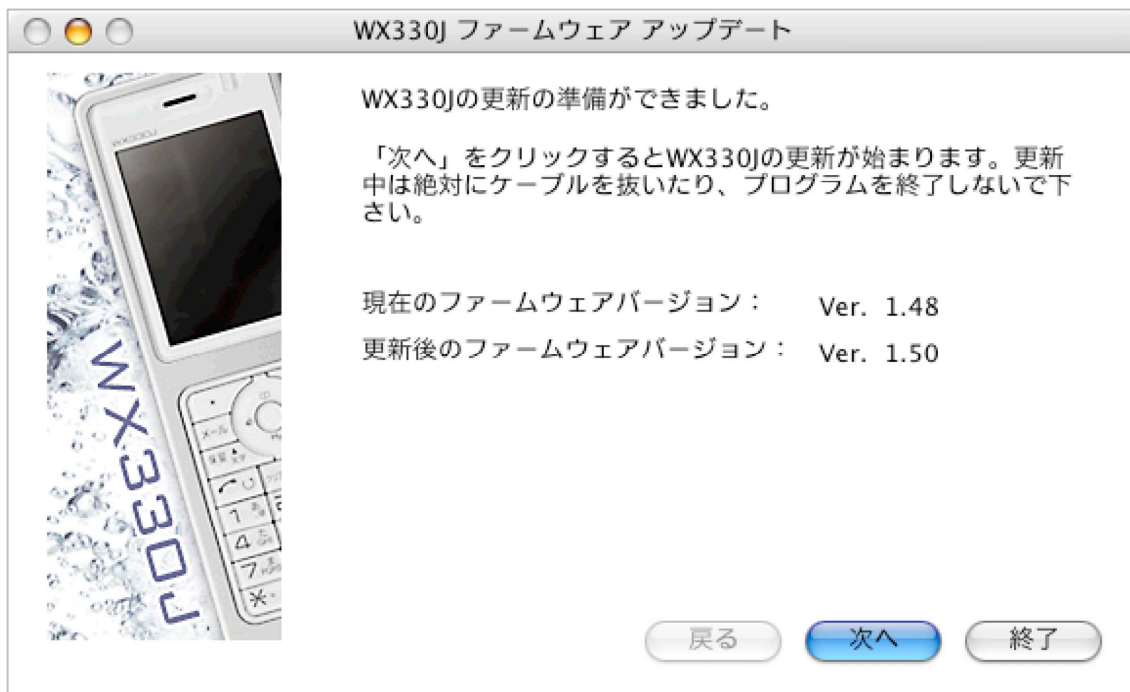 WX330J ファームウェア アップデート
WX330Jの更新の準備ができました。
「次へ」をクリックするとWX330Jの更新が始まります。更新
中は絶対にケーブルを抜いたり、プログラムを終了しないで下
さい。
現在のファームウェアバージョン： Ver. 1.48
更新後のファームウェアバージョン： Ver. 1.50
WX330J
メール
1
4
7
戻る 次へ 終了